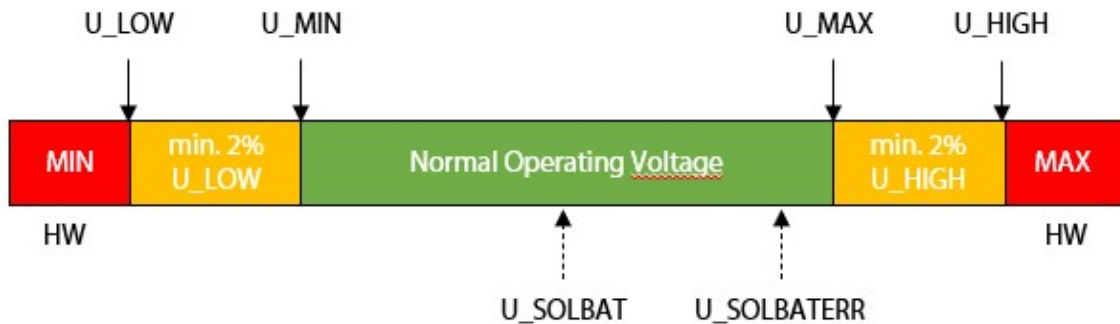 U_LOW U_MIN U_MAX U_HIGH
MIN min. 2% U_LOW Normal Operating Voltage min. 2% U_HIGH MAX
HW HW
U_SOLBAT U_SOLBATERR